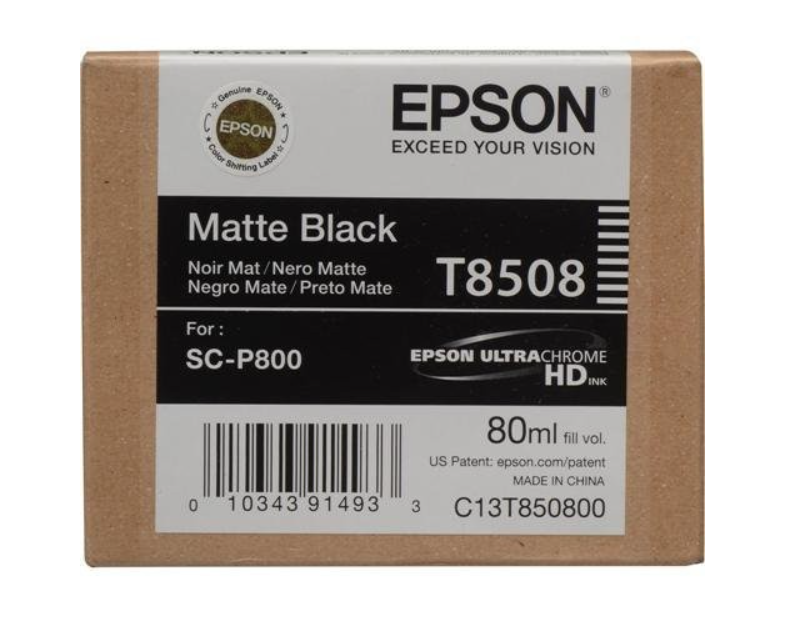 Genuine EPSON
EPSON
Color Shifting Label
EPSON®
EXCEED YOUR VISION
Matte Black
Noir Mat / Nero Matte
Negro Mate / Preto Mate
T8508
For :
SC-P800
EPSON ULTRACHROME
HD INK
80ml fill vol.
US Patent: epson.com/patent
MADE IN CHINA
0 10343 91493 3
C13T850800